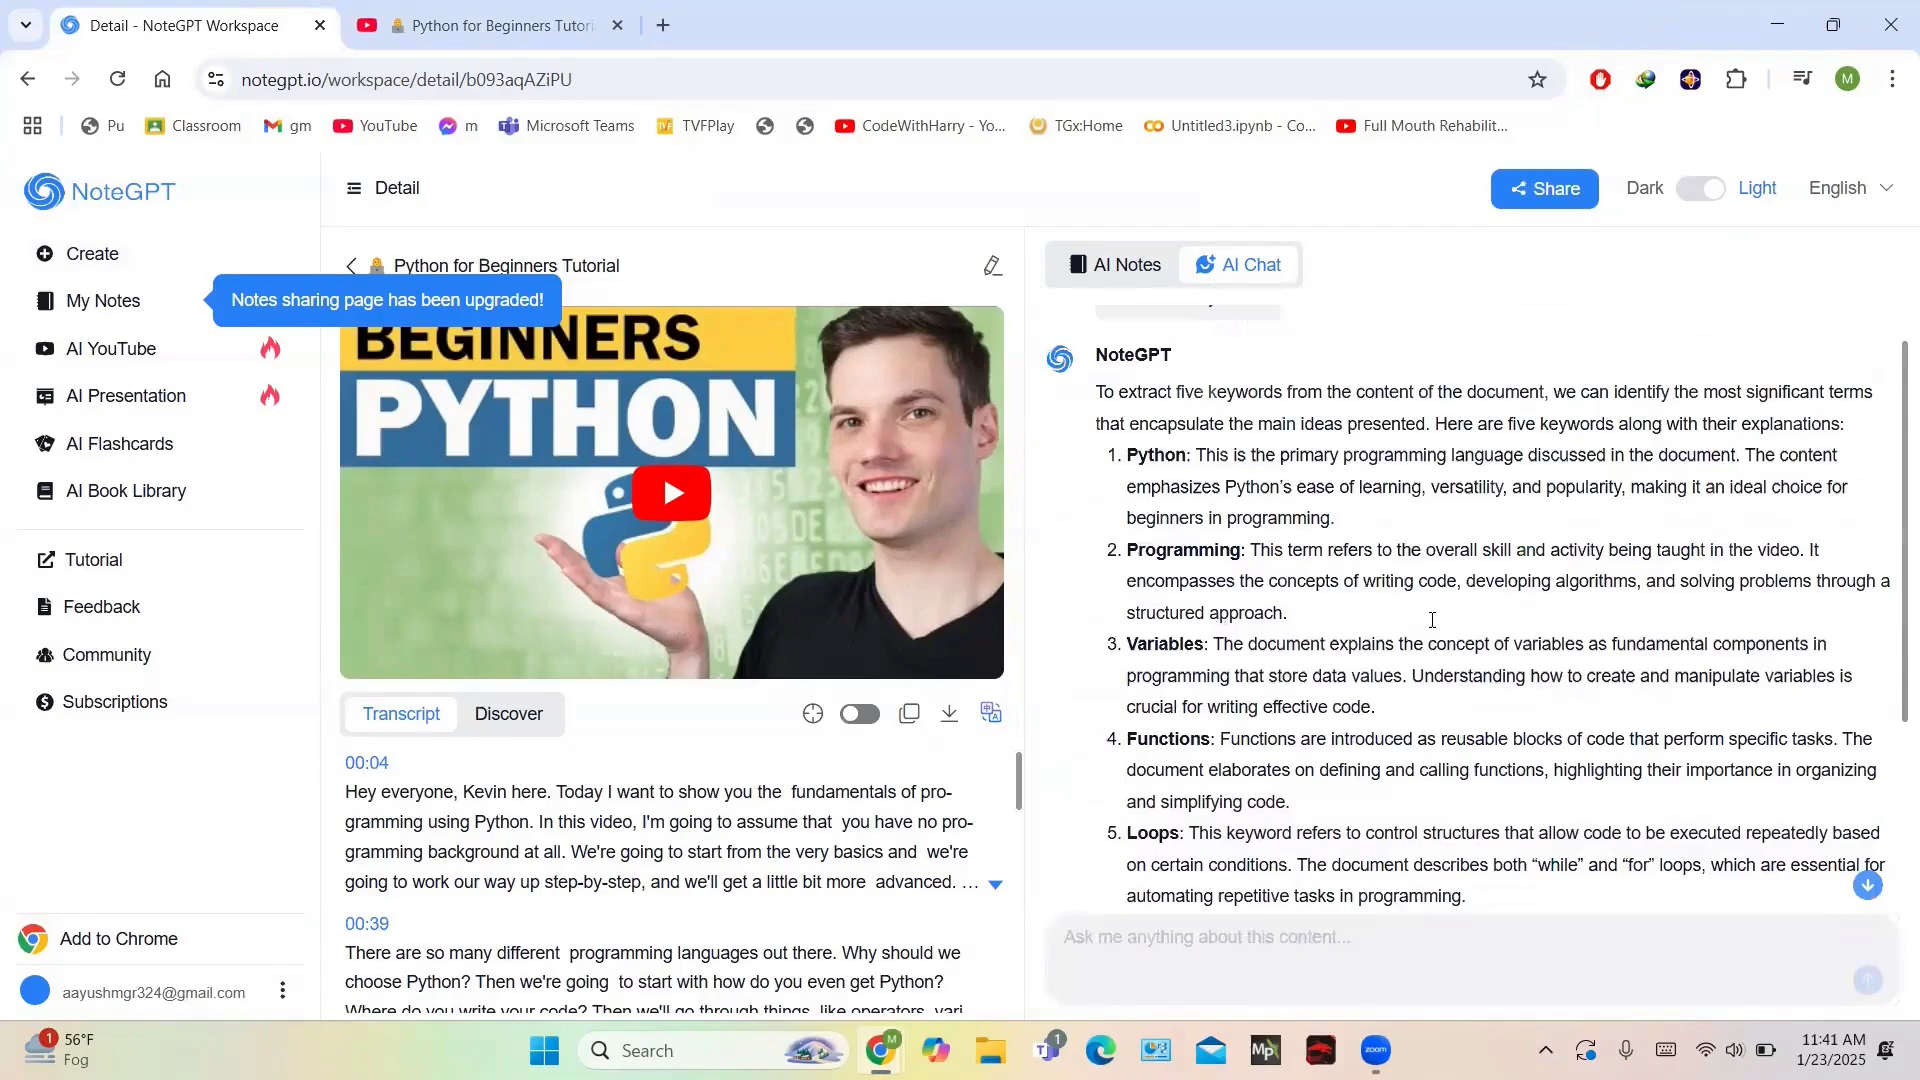 Detail - NoteGPT Workspace
Python for Beginners Tutori
notegpt.io/workspace/detail/b093aqAZiPU
M
Pu
Classroom
gm
YouTube
m
Microsoft Teams
TVFPlay
CodeWithHarry - Yo...
TGx:Home
Untitled3.ipynb - Co...
Full Mouth Rehabilit...
NoteGPT
Detail
Share
Dark
Light
English
Create
My Notes
Notes sharing page has been upgraded!
AI YouTube
AI Presentation
AI Flashcards
AI Book Library
Tutorial
Feedback
Community
Subscriptions
Add to Chrome
aayushmgr324@gmail.com
Python for Beginners Tutorial
BEGINNERS
PYTHON
Transcript
Discover
00:04
Hey everyone, Kevin here. Today I want to show you the fundamentals of pro-
gramming using Python. In this video, I'm going to assume that you have no pro-
gramming background at all. We're going to start from the very basics and we're
going to work our way up step-by-step, and we'll get a little bit more advanced. ...
00:39
There are so many different programming languages out there. Why should we
choose Python? Then we're going to start with how do you even get Python?
Where do you write your code? Then we'll go through things, like operators, vari
AI Notes
AI Chat
NoteGPT
To extract five keywords from the content of the document, we can identify the most significant terms
that encapsulate the main ideas presented. Here are five keywords along with their explanations:
1. Python: This is the primary programming language discussed in the document. The content
emphasizes Python's ease of learning, versatility, and popularity, making it an ideal choice for
beginners in programming.
2. Programming: This term refers to the overall skill and activity being taught in the video. It
encompasses the concepts of writing code, developing algorithms, and solving problems through a
structured approach.
3. Variables: The document explains the concept of variables as fundamental components in
programming that store data values. Understanding how to create and manipulate variables is
crucial for writing effective code.
4. Functions: Functions are introduced as reusable blocks of code that perform specific tasks. The
document elaborates on defining and calling functions, highlighting their importance in organizing
and simplifying code.
5. Loops: This keyword refers to control structures that allow code to be executed repeatedly based
on certain conditions. The document describes both “while” and “for” loops, which are essential for
automating repetitive tasks in programming.
Ask me anything about this content...
1
56°F
Fog
Search
M
1
Mp
zoom
11:41 AM
1/23/2025